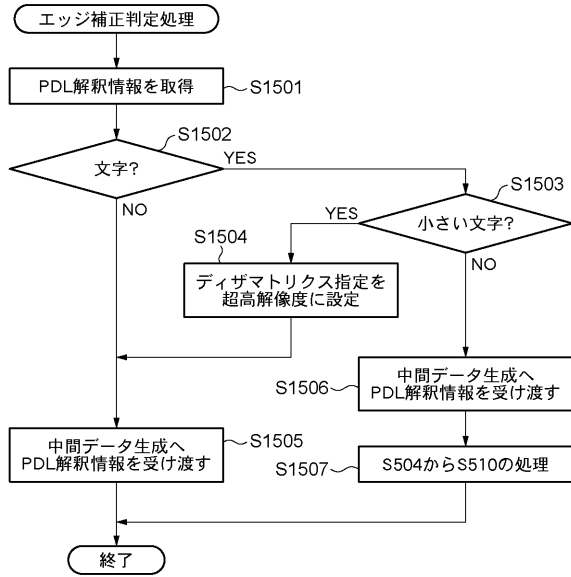 エッジ補正判定処理
PDL解釈情報を取得
S1501
S1502
文字?
YES
NO
S1503
小さい文字?
YES
NO
S1504
ディザマトリクス指定を
超高解像度に設定
中間データ生成へ
PDL解釈情報を受け渡す
S1506
中間データ生成へ
PDL解釈情報を受け渡す
S1505
S504からS510の処理
S1507
終了